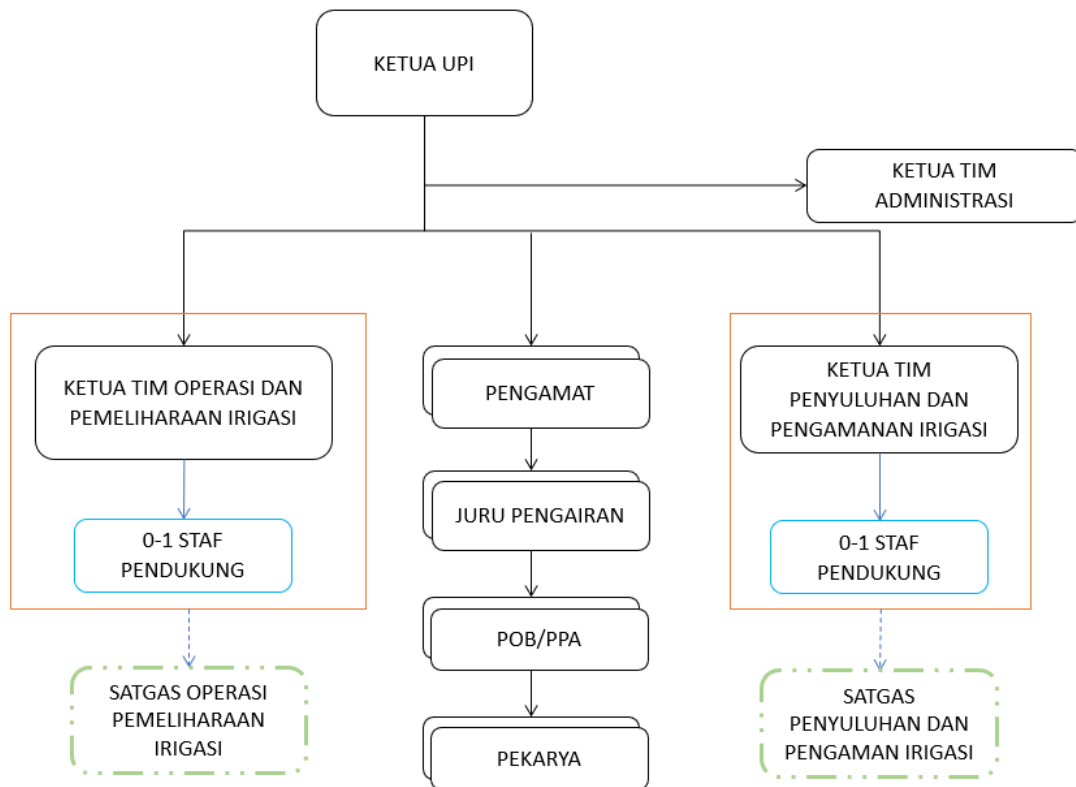 KETUA UPI
KETUA TIM
ADMINISTRASI
KETUA TIM OPERASI DAN
PEMELIHARAAN IRIGASI
PENGAMAT
KETUA TIM
PENYULUHAN DAN
PENGAMANAN IRIGASI
JURU PENGAIRAN
0-1 STAF
PENDUKUNG
0-1 STAF
PENDUKUNG
POB/PPA
SATGAS OPERASI
PEMELIHARAAN
IRIGASI
SATGAS
PENYULUHAN DAN
PENGAMAN IRIGASI
PEKARYA